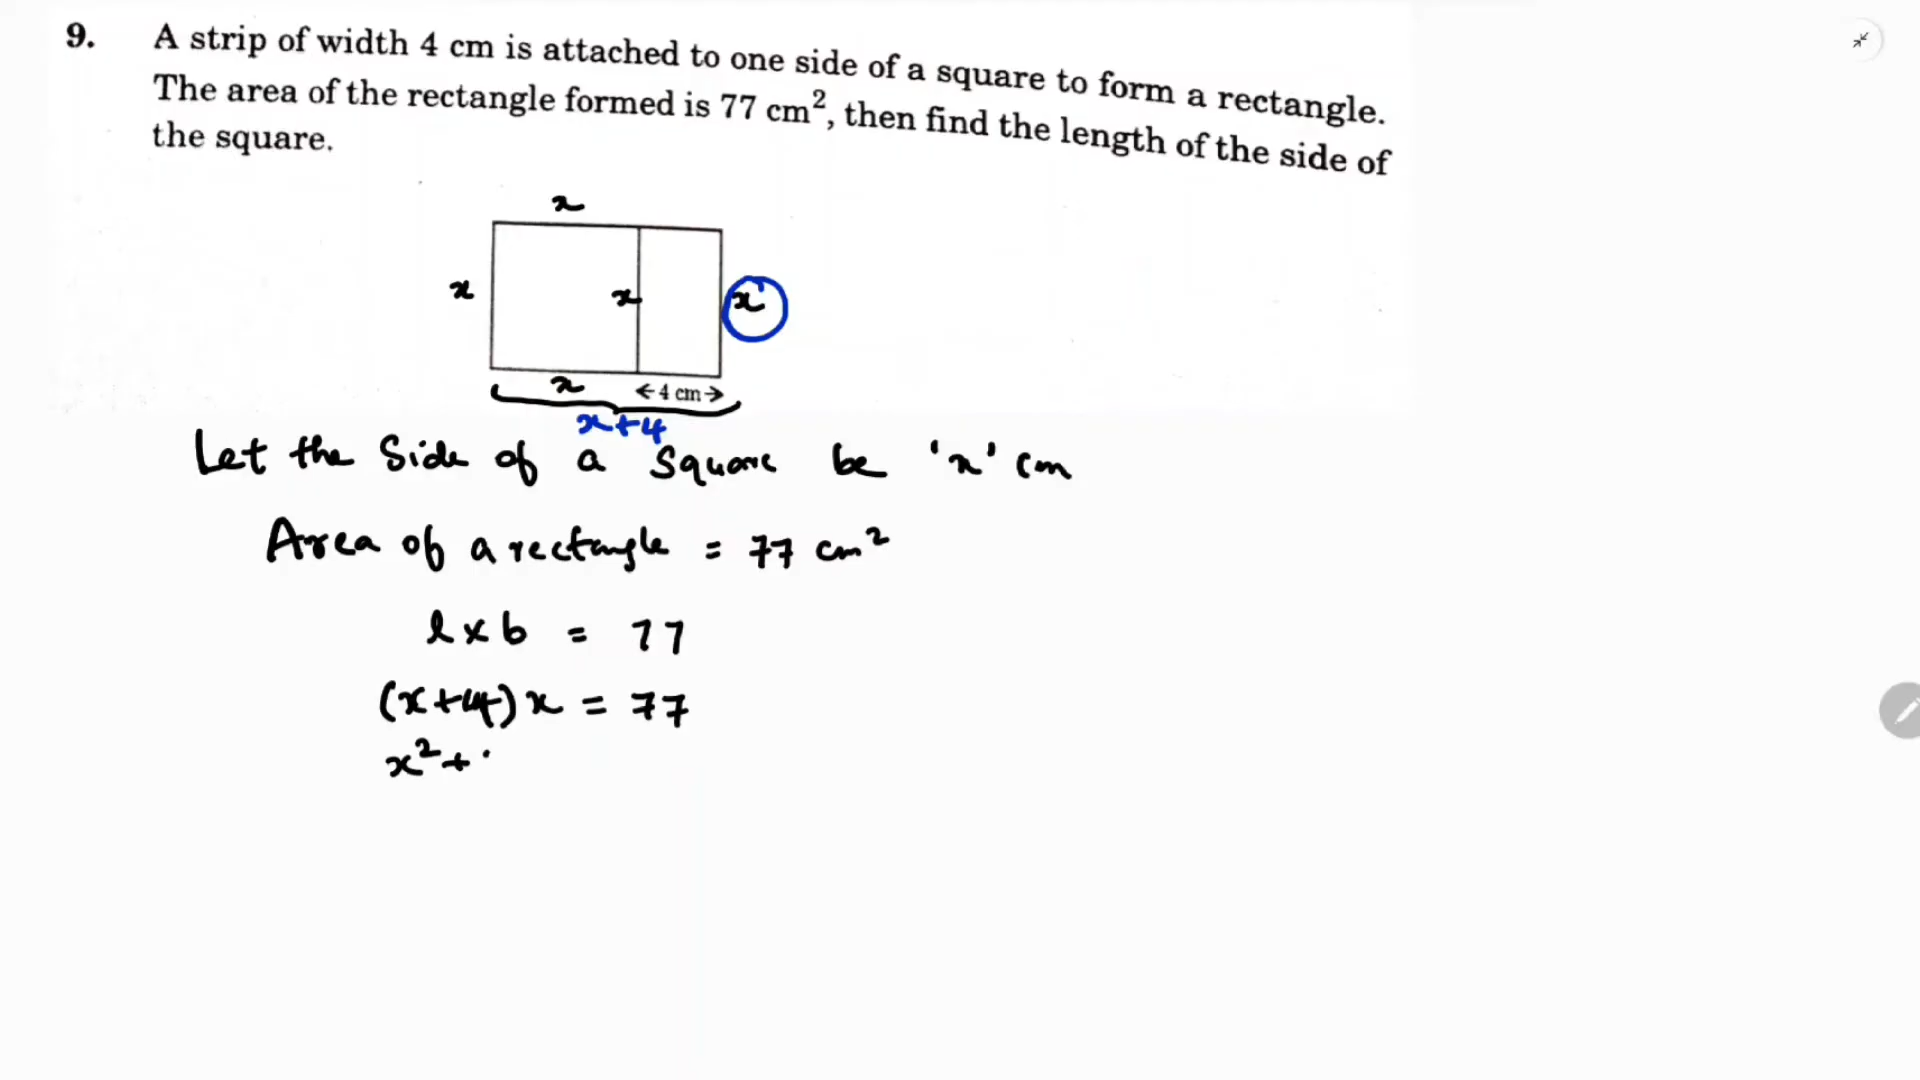 9. A strip of width 4 cm is attached to one side of a square to form a rectangle.
The area of the rectangle formed is 77 cm², then find the length of the side of
the square.
x
x x x
x ←4 cm→
x+4
Let the Side of a Square be 'x' cm
Area of a rectangle = 77 cm²
l x b = 77
(x+4) x = 77
x² +